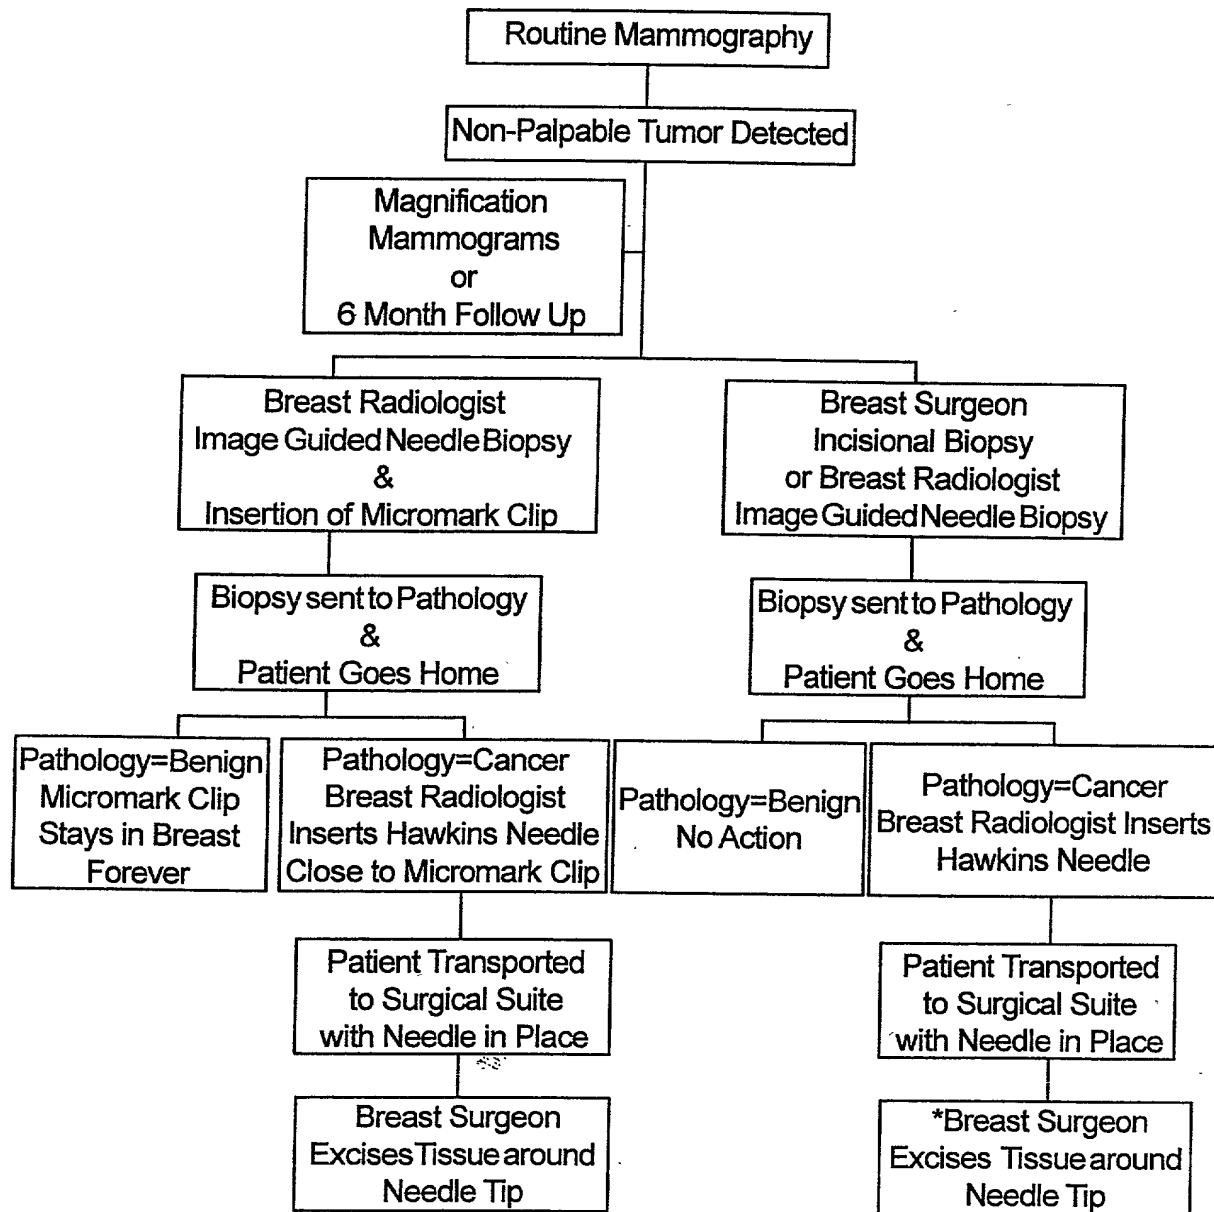 Routine Mammography
Non-Palpable Tumor Detected
Magnification
Mammograms
or
6 Month Follow Up
Breast Radiologist
Image Guided Needle Biopsy
&
Insertion of Micromark Clip
Breast Surgeon
Incisional Biopsy
or Breast Radiologist
Image Guided Needle Biopsy
Biopsy sent to Pathology
&
Patient Goes Home
Biopsy sent to Pathology
&
Patient Goes Home
Pathology=Benign
Micromark Clip
Stays in Breast
Forever
Pathology=Cancer
Breast Radiologist
Inserts Hawkins Needle
Close to Micromark Clip
Pathology=Benign
No Action
Pathology=Cancer
Breast Radiologist Inserts
Hawkins Needle
Patient Transported
to Surgical Suite
with Needle in Place
Patient Transported
to Surgical Suite
with Needle in Place
Breast Surgeon
Excises Tissue around
Needle Tip
*Breast Surgeon
Excises Tissue around
Needle Tip